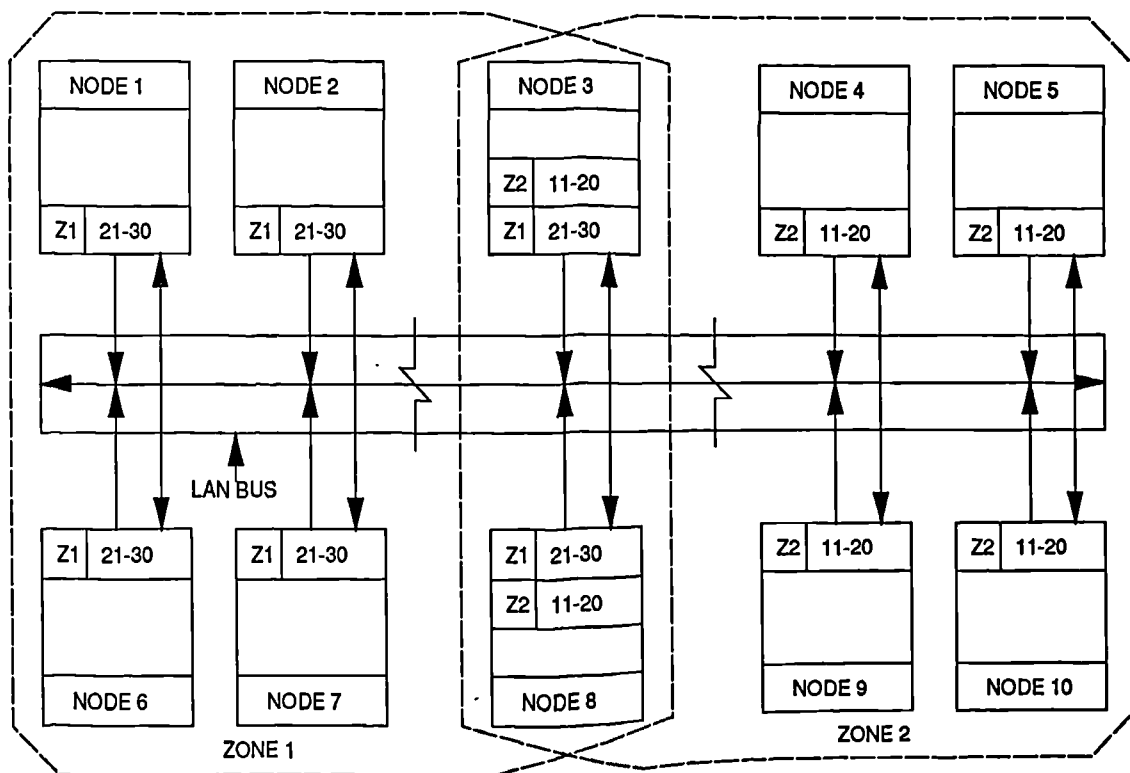 NODE 1
NODE 2
NODE 3
NODE 4
NODE 5
Z2 11-20
Z1 21-30
Z1 21-30
Z1 21-30
Z2 11-20
Z2 11-20
LAN BUS
Z1 21-30
Z1 21-30
Z1 21-30
Z2 11-20
Z2 11-20
Z2 11-20
NODE 6
NODE 7
NODE 8
NODE 9
NODE 10
ZONE 1
ZONE 2